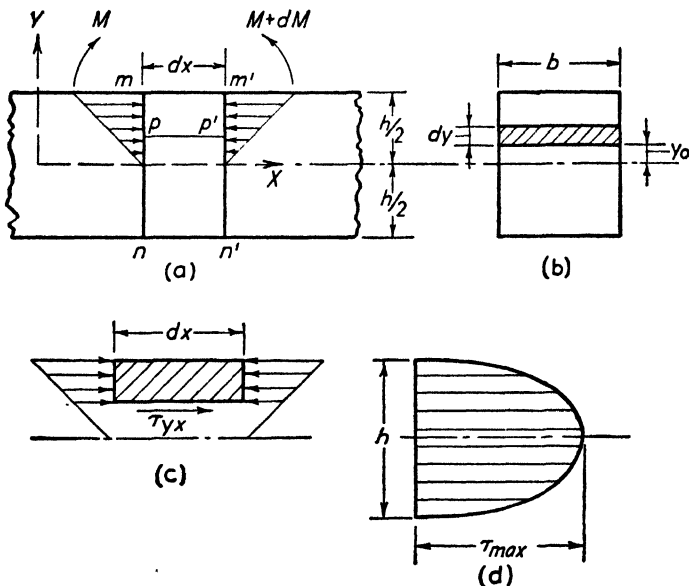 Y
M
M+dM
dx
m
m'
p
p'
X
h/2
h/2
n
n'
(a)
b
dy
y₀
(b)
dx
τyx
(c)
h
τmax
(d)